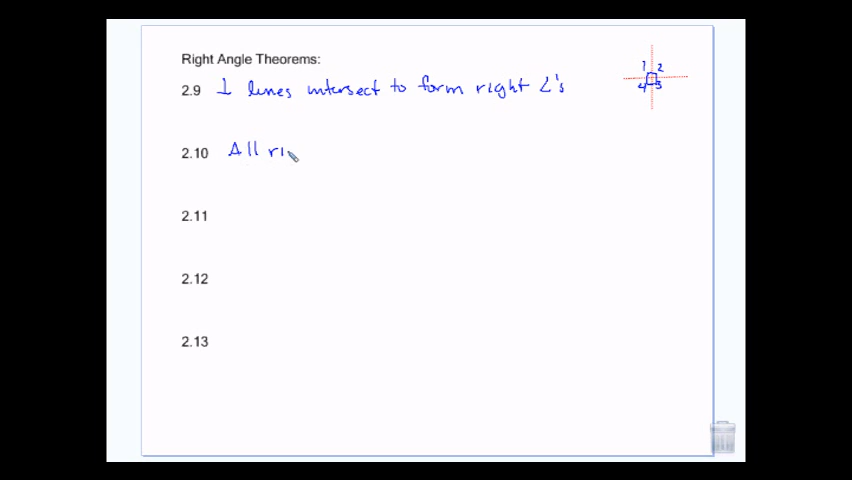 Right Angle Theorems:
2.9 ⊥ lines intersect to form right ∠'s
1 2
4 3
2.10 All ri
2.11
2.12
2.13